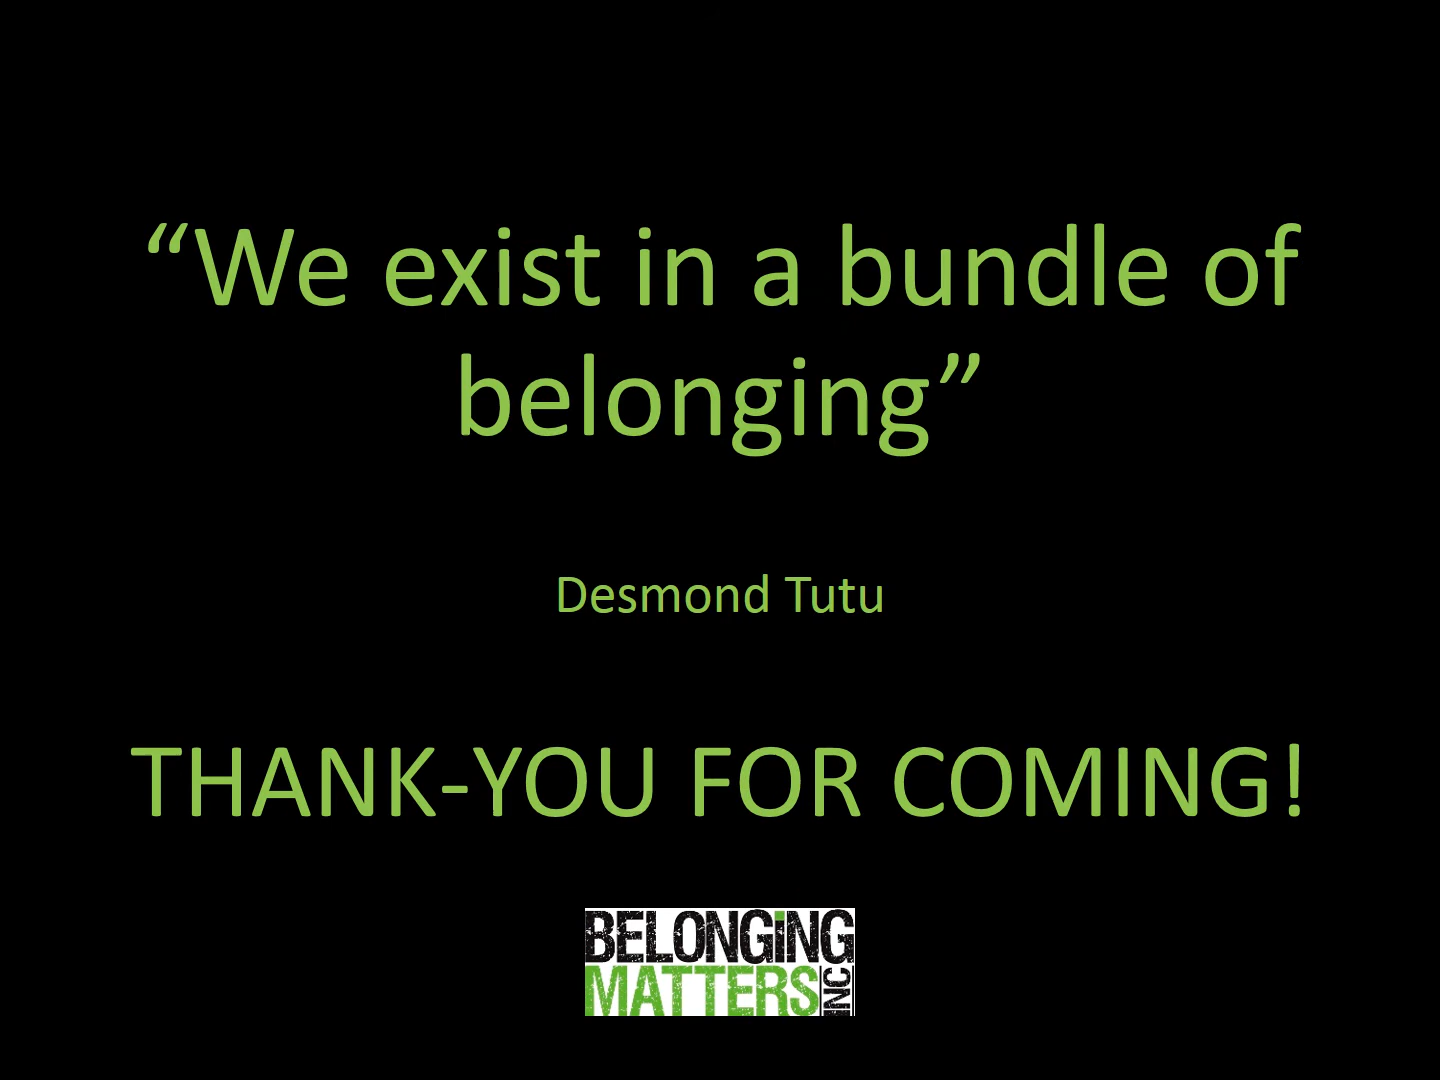 “We exist in a bundle of
belonging”
Desmond Tutu
THANK-YOU FOR COMING!
BELONGiNG
MATTERS INC